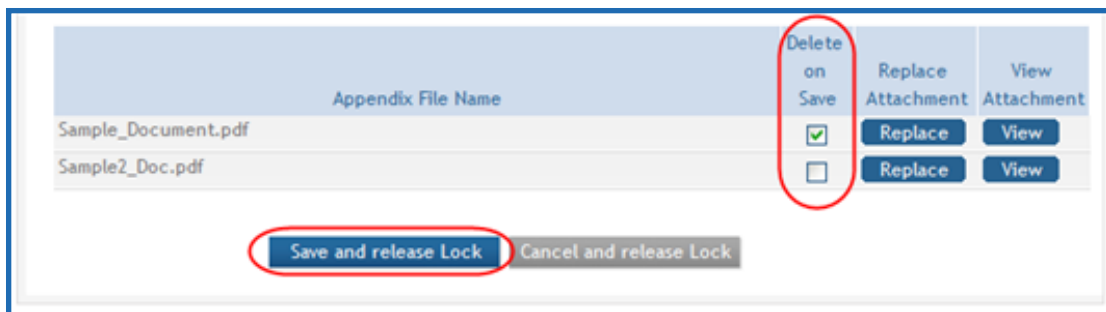 Delete
on
Save
Replace
Attachment
View
Attachment
Appendix File Name
Sample_Document.pdf
Replace
View
Sample2_Doc.pdf
Replace
View
Save and release Lock
Cancel and release Lock